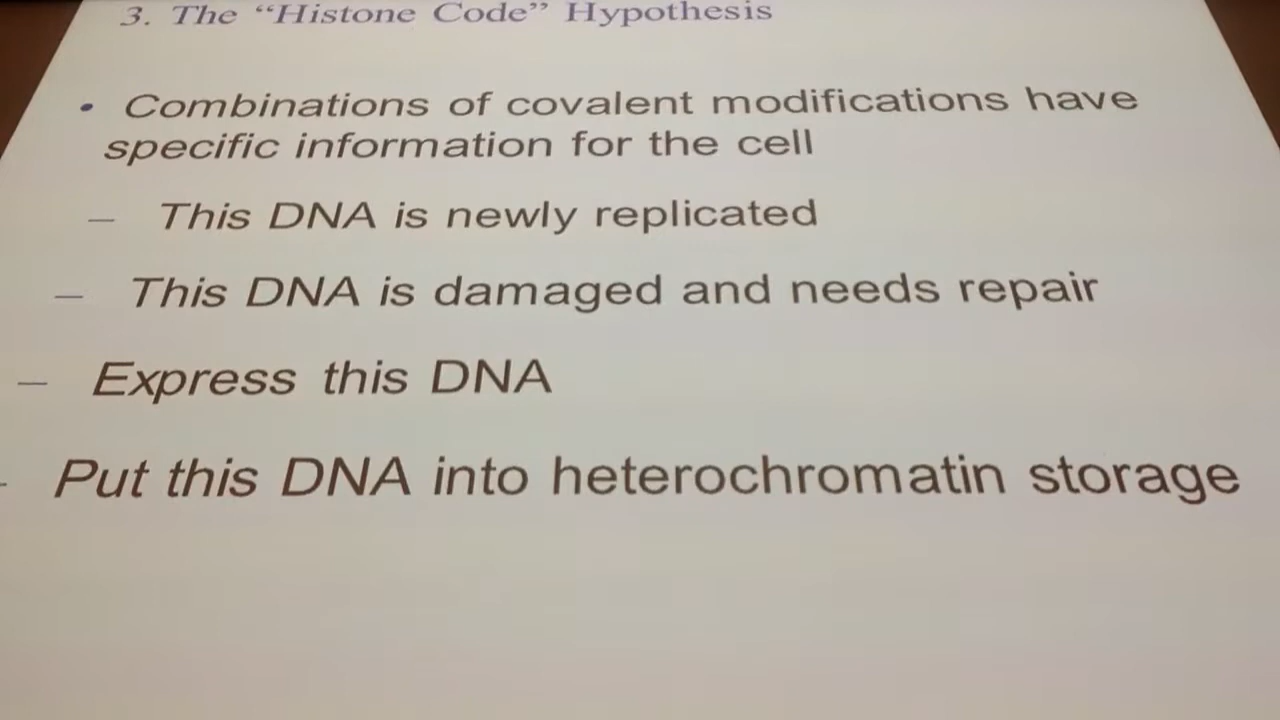 3. The “Histone Code” Hypothesis
• Combinations of covalent modifications have
specific information for the cell
– This DNA is newly replicated
– This DNA is damaged and needs repair
– Express this DNA
- Put this DNA into heterochromatin storage